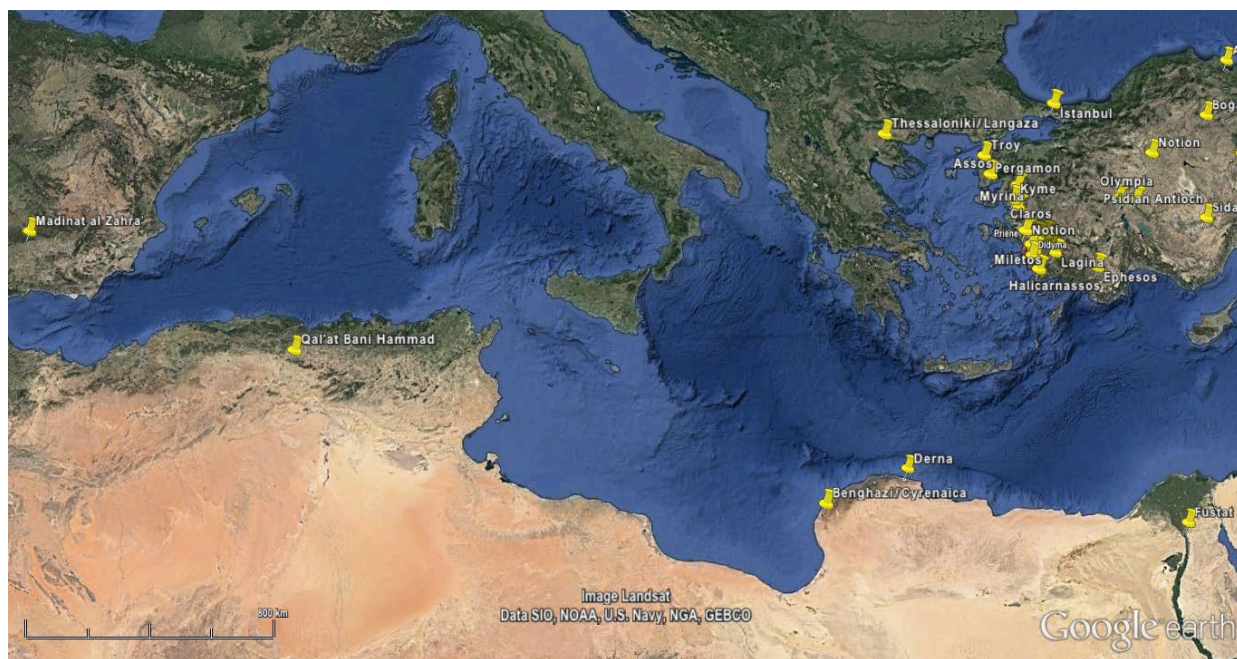 İstanbul
Bog
Thessaloniki/Langaza
Troy
Notion
Assos
Pergamon
Kyme
Olympia
Myrina
Psidian Antioch
Sida
Claros
Madinat al'Zahra'
Priene
Notion
Didyma
Miletos
Lagina
Ephesos
Halicarnassos
Qal'at Bani Hammad
Derna
Benghazi/Cyrenaica
Fustat
800 km
Image Landsat
Data SIO, NOAA, U.S. Navy, NGA, GEBCO
Google earth